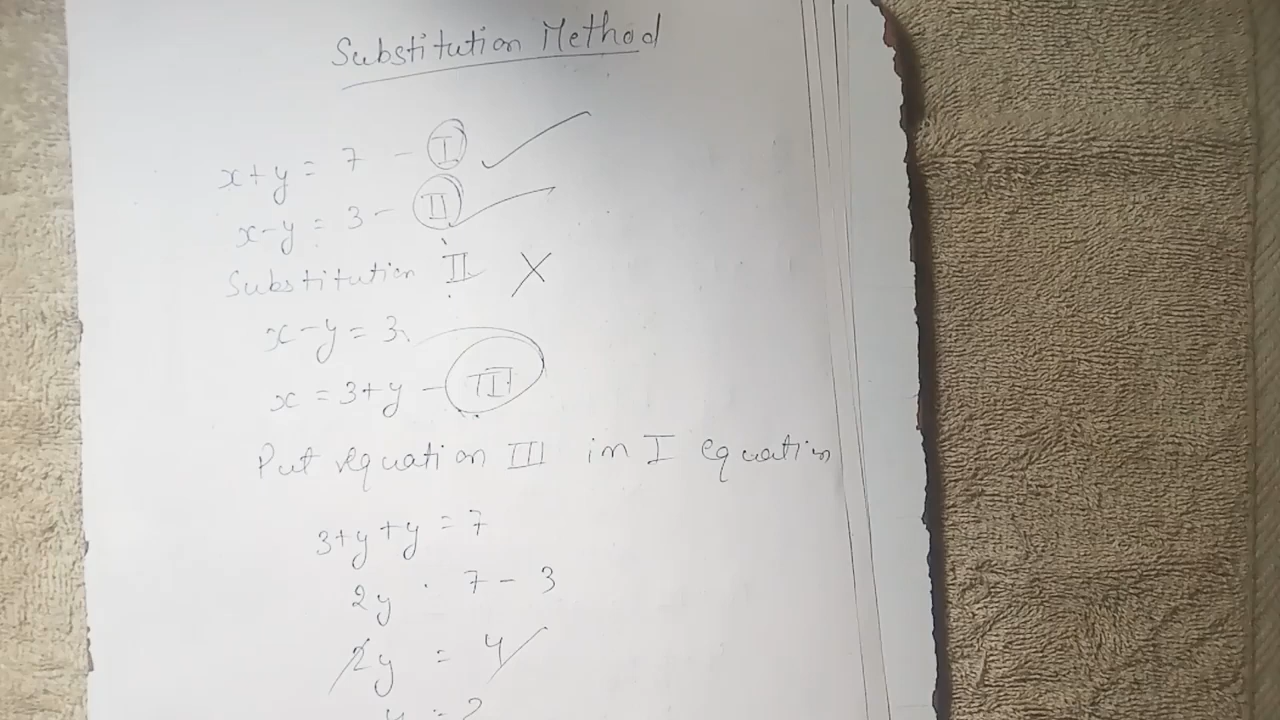 Substitution Method
x+y = 7 - I
x-y = 3 - II
Substitution II X
x-y = 3
x = 3+y - III
Put equation III in I equation
3+y+y = 7
2y 7 - 3
2y = 4
y = 2